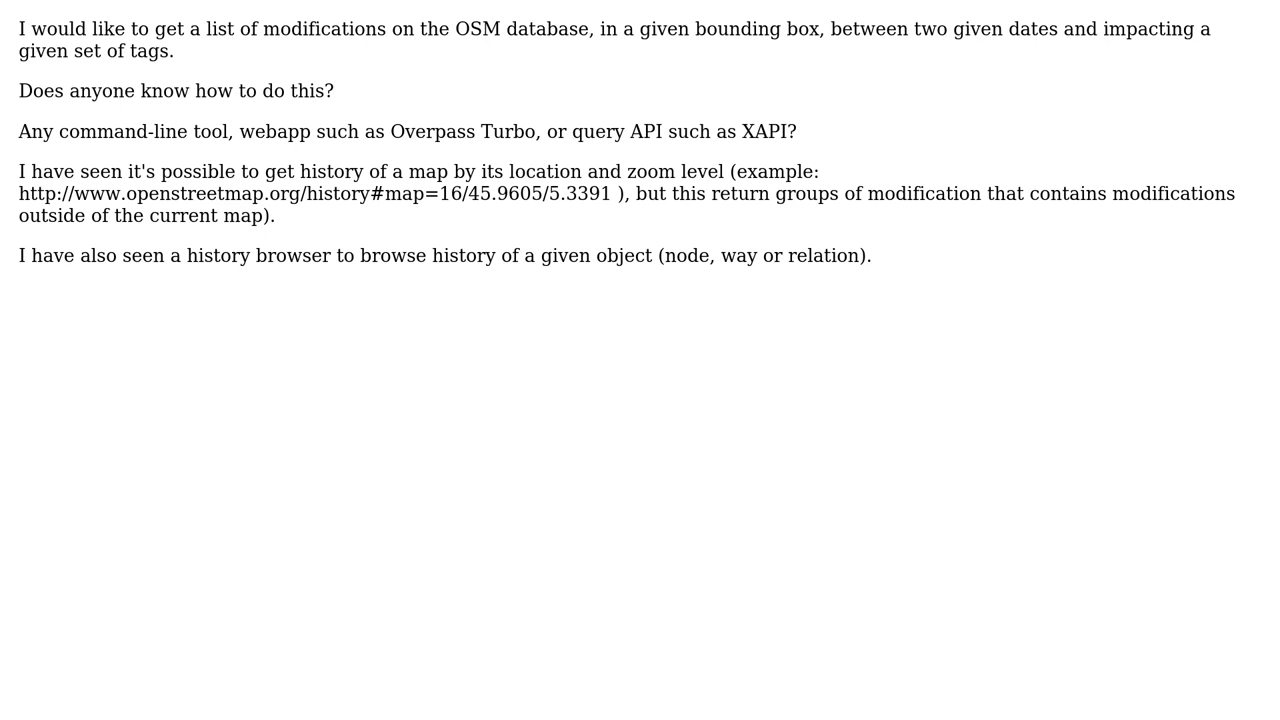 I would like to get a list of modifications on the OSM database, in a given bounding box, between two given dates and impacting a
given set of tags.
Does anyone know how to do this?
Any command-line tool, webapp such as Overpass Turbo, or query API such as XAPI?
I have seen it's possible to get history of a map by its location and zoom level (example:
http://www.openstreetmap.org/history#map=16/45.9605/5.3391 ), but this return groups of modification that contains modifications
outside of the current map).
I have also seen a history browser to browse history of a given object (node, way or relation).